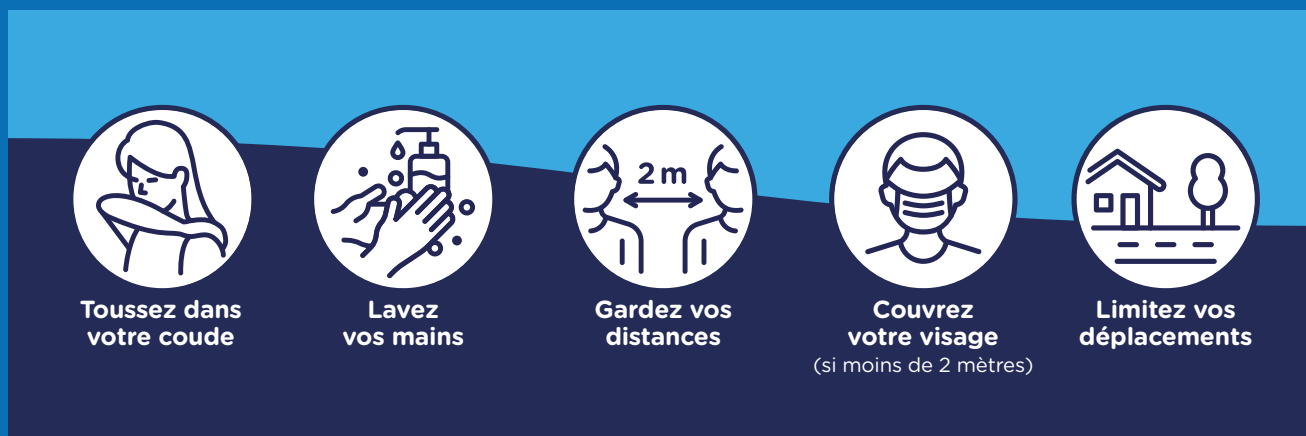 2 m
Toussez dans
votre coude
Lavez
vos mains
Gardez vos
distances
Couvrez
votre visage
(si moins de 2 mètres)
Limitez vos
déplacements